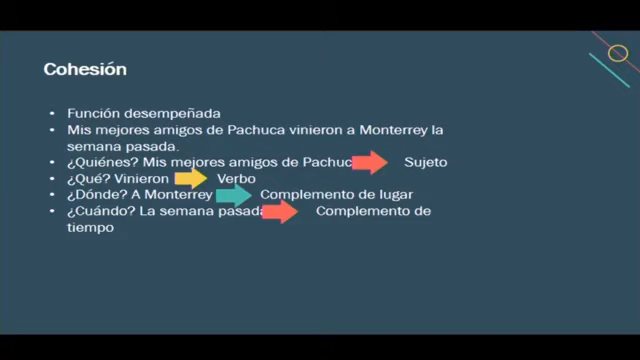 Cohesión
• Función desempeñada
• Mis mejores amigos de Pachuca vinieron a Monterrey la
semana pasada.
• ¿Quiénes? Mis mejores amigos de Pachuc Sujeto
• ¿Qué? Vinieron Verbo
• ¿Dónde? A Monterrey Complemento de lugar
• ¿Cuándo? La semana pasada Complemento de
tiempo